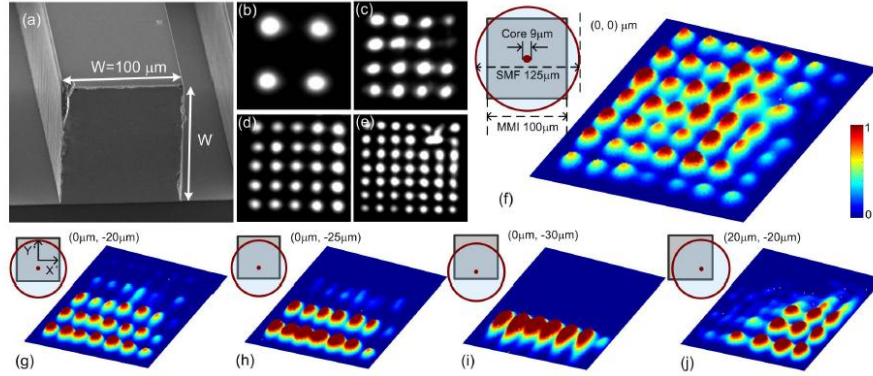 (a)
W=100 μm
W
(b)
(c)
(d)
(e)
Core 9μm
SMF 125μm
MMI 100μm
(0, 0) μm
(f)
1
0
(0μm, -20μm)
Y
X
(g)
(0μm, -25μm)
(h)
(0μm, -30μm)
(i)
(20μm, -20μm)
(j)